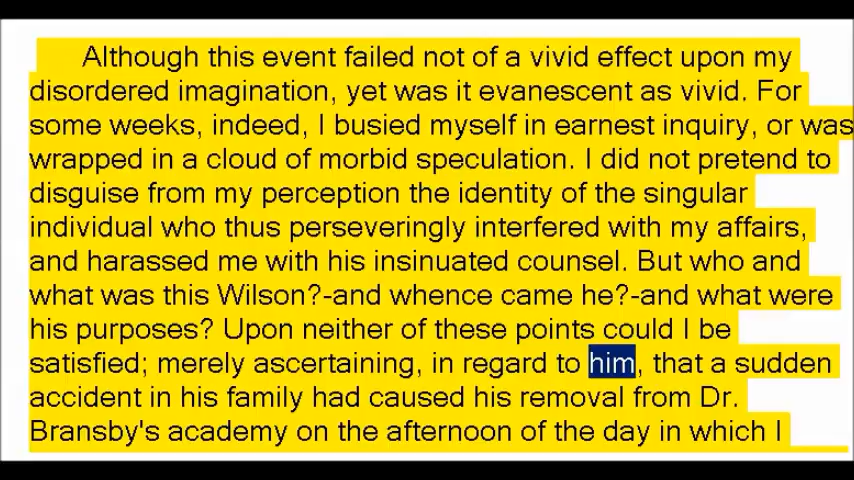 Although this event failed not of a vivid effect upon my
disordered imagination, yet was it evanescent as vivid. For
some weeks, indeed, I busied myself in earnest inquiry, or was
wrapped in a cloud of morbid speculation. I did not pretend to
disguise from my perception the identity of the singular
individual who thus perseveringly interfered with my affairs,
and harassed me with his insinuated counsel. But who and
what was this Wilson?-and whence came he?-and what were
his purposes? Upon neither of these points could I be
satisfied; merely ascertaining, in regard to him, that a sudden
accident in his family had caused his removal from Dr.
Bransby's academy on the afternoon of the day in which I